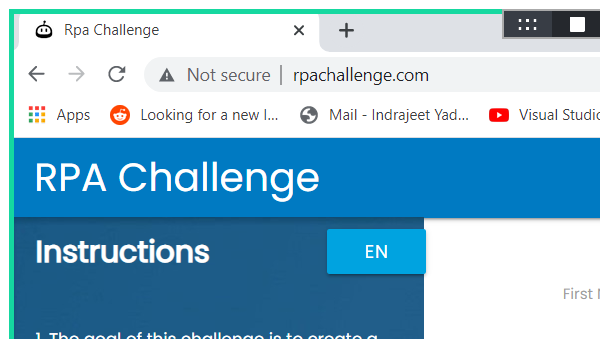 Rpa Challenge
Not secure | rpachallenge.com
Apps Looking for a new l... Mail - Indrajeet Yad... Visual Studio
RPA Challenge
Instructions EN
First
1. The goal of this challenge is to create a